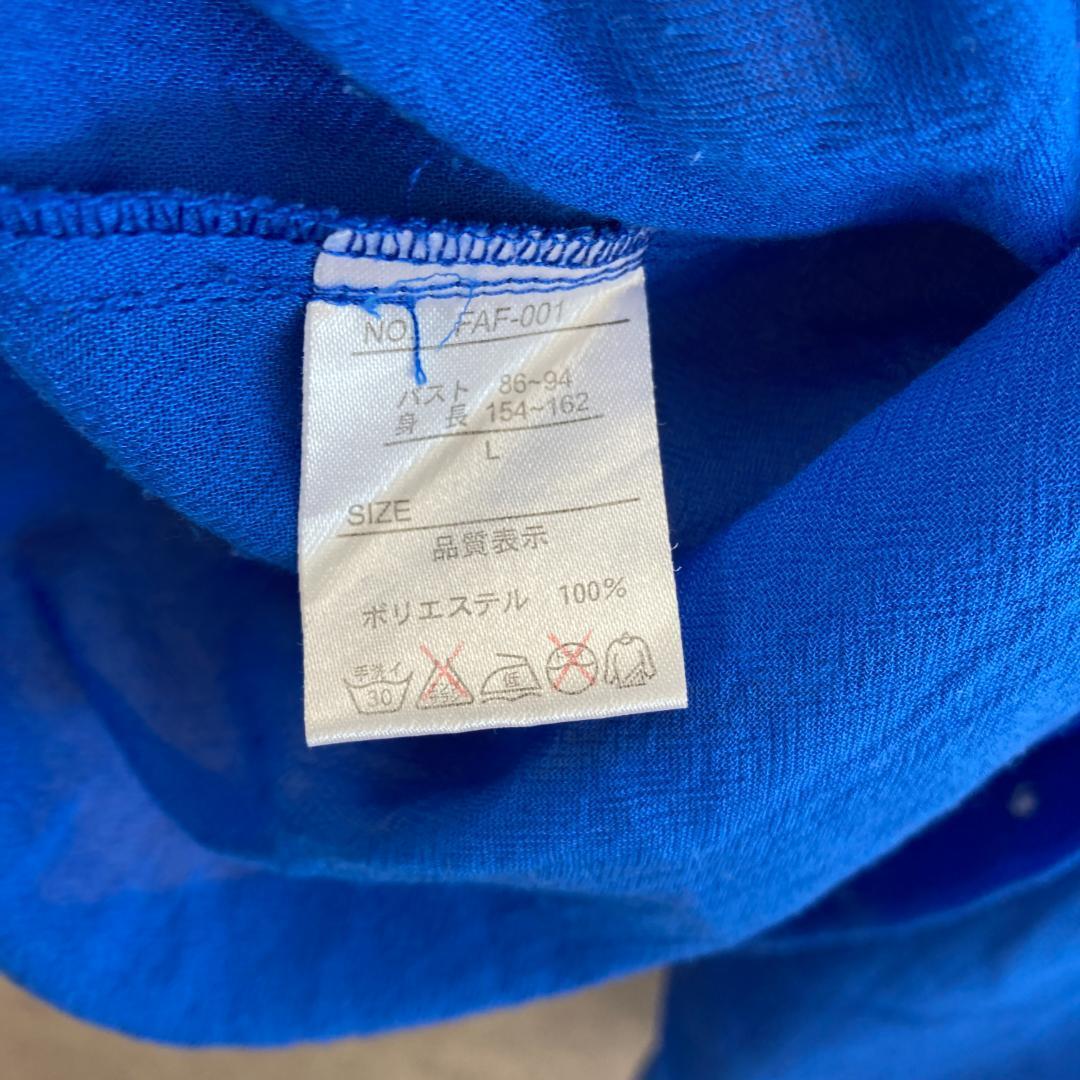 NO. FAF-001
バスト 86~94
身長 154~162
L
SIZE
品質表示
ポリエステル 100%
手洗イ
30
低